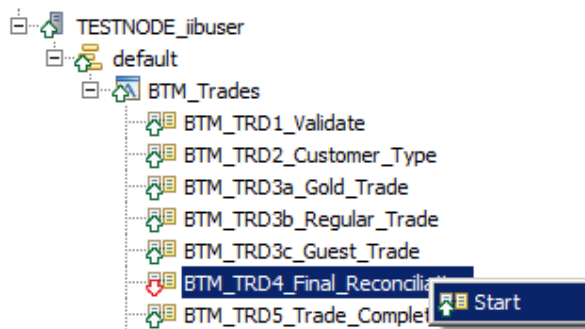 TESTNODE_iibuser
default
BTM_Trades
BTM_TRD1_Validate
BTM_TRD2_Customer_Type
BTM_TRD3a_Gold_Trade
BTM_TRD3b_Regular_Trade
BTM_TRD3c_Guest_Trade
BTM_TRD4_Final_Reconcilia
Start
BTM_TRD5_Trade_Complet